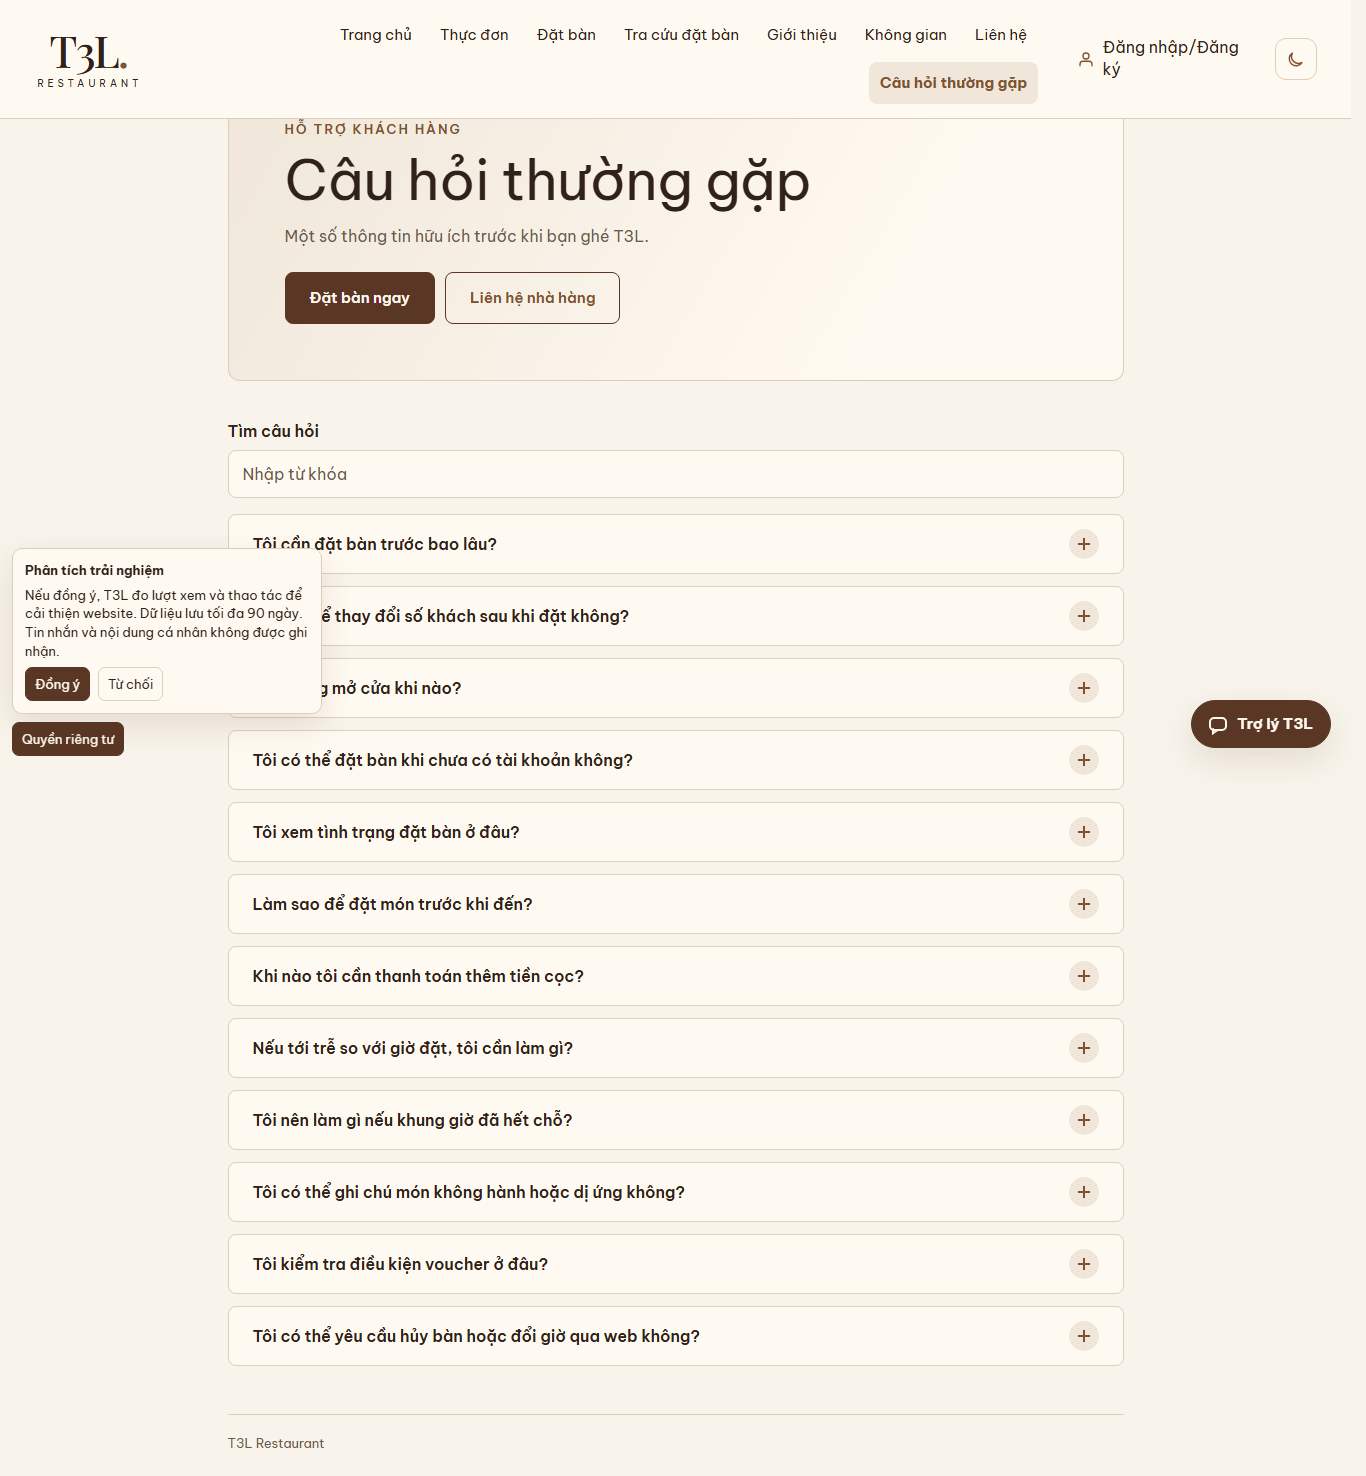 T3L.
RESTAURANT
Trang chủ
Thực đơn
Đặt bàn
Tra cứu đặt bàn
Giới thiệu
Không gian
Liên hệ
Câu hỏi thường gặp
Đăng nhập/Đăng
ký
HỖ TRỢ KHÁCH HÀNG
Câu hỏi thường gặp
Một số thông tin hữu ích trước khi bạn ghé T3L.
Đặt bàn ngay
Liên hệ nhà hàng
Tìm câu hỏi
Nhập từ khóa
Tôi cần đặt bàn trước bao lâu?
ể thay đổi số khách sau khi đặt không?
g mở cửa khi nào?
Phân tích trải nghiệm
Nếu đồng ý, T3L đo lượt xem và thao tác để
cải thiện website. Dữ liệu lưu tối đa 90 ngày.
Tin nhắn và nội dung cá nhân không được ghi
nhận.
Đồng ý
Từ chối
Quyền riêng tư
Trợ lý T3L
Tôi có thể đặt bàn khi chưa có tài khoản không?
Tôi xem tình trạng đặt bàn ở đâu?
Làm sao để đặt món trước khi đến?
Khi nào tôi cần thanh toán thêm tiền cọc?
Nếu tới trễ so với giờ đặt, tôi cần làm gì?
Tôi nên làm gì nếu khung giờ đã hết chỗ?
Tôi có thể ghi chú món không hành hoặc dị ứng không?
Tôi kiểm tra điều kiện voucher ở đâu?
Tôi có thể yêu cầu hủy bàn hoặc đổi giờ qua web không?
T3L Restaurant